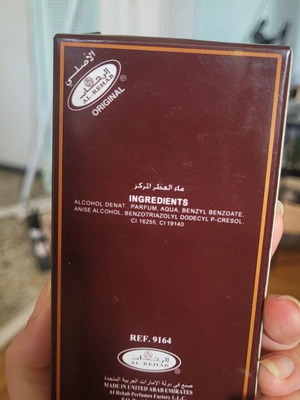 الأصلي
الرحاب
AL-REHAB
®
ORIGINAL
ماء العطر المركز
INGREDIENTS
ALCOHOL DENAT., PARFUM, AQUA, BENZYL BENZOATE,
ANISE ALCOHOL, BENZOTRIAZOLYL DODECYL P-CRESOL,
CI 16255, CI 19140
REF. 9164
AL-REHAB
صنع في دولة الإمارات العربية المتحدة
MADE IN UNITED ARAB EMIRATES
Al Rehab Perfumes Factory L.L.C.